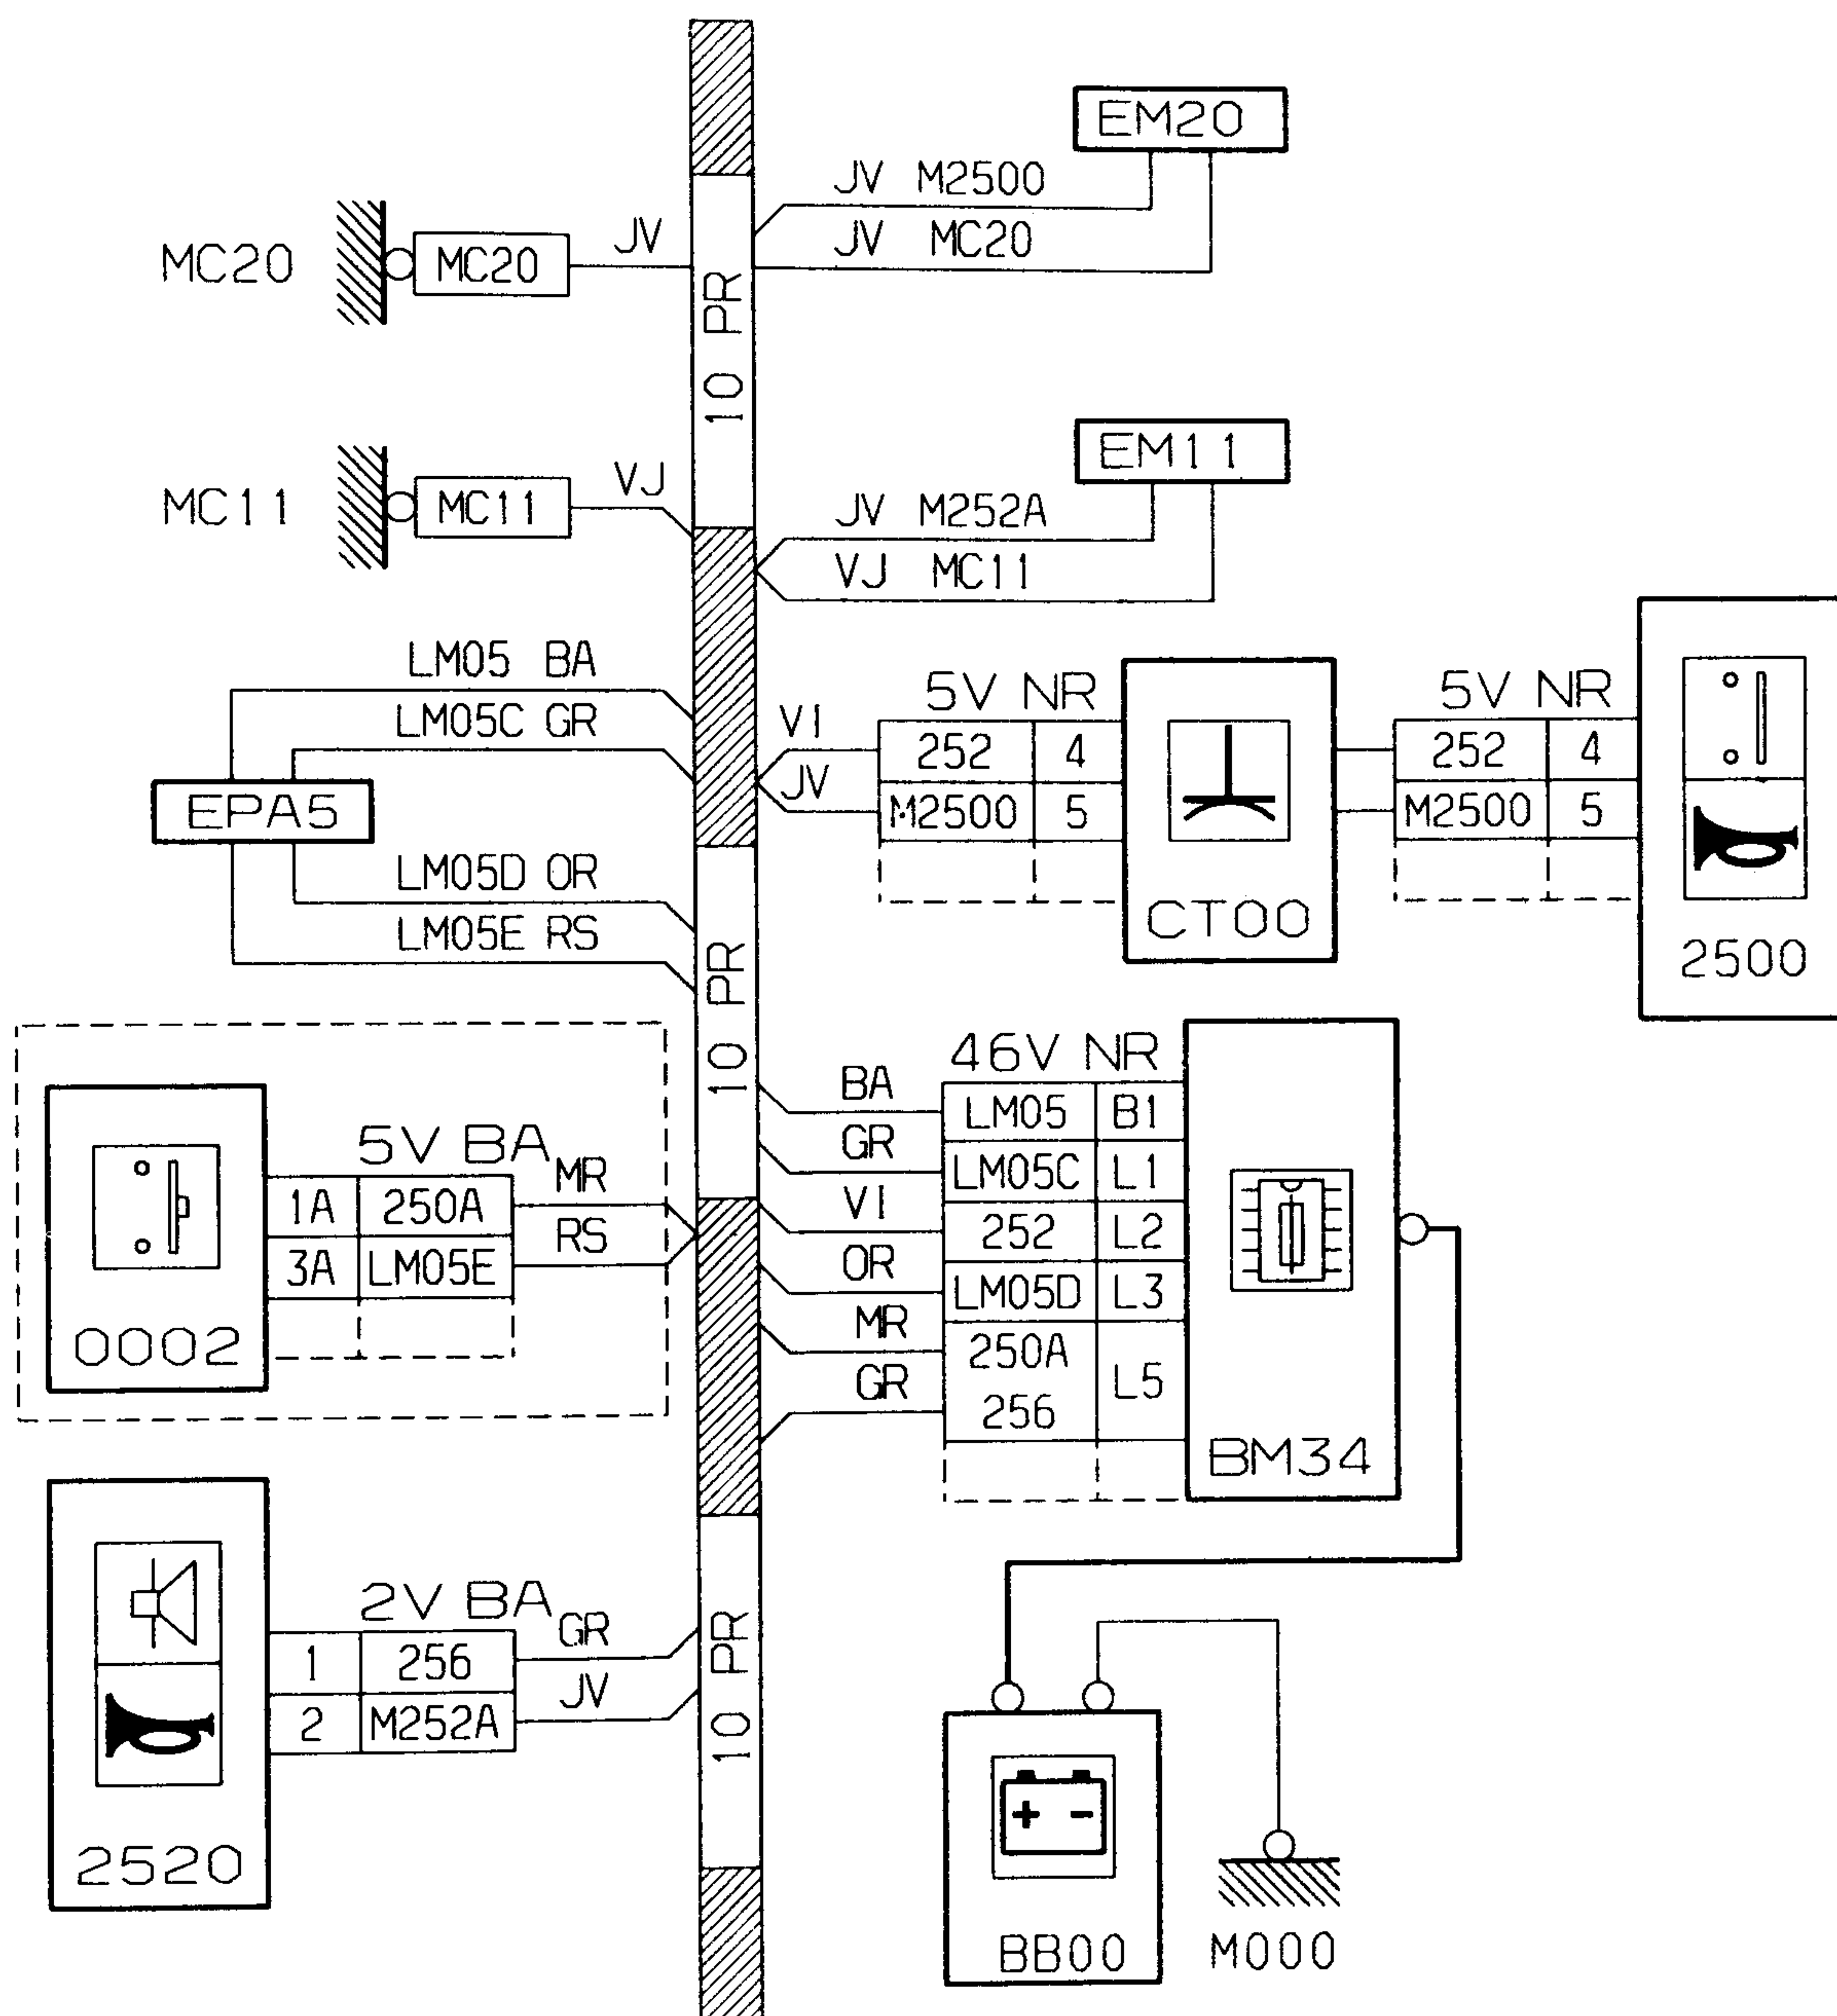 EM20
JV M2500
JV MC20
MC20
MC20
JV
10 PR
EM11
JV M252A
VJ MC11
MC11
MC11
VJ
LM05 BA
LM05C GR
EPA5
LM05D OR
LM05E RS
VI
JV
5V NR
252 4
M2500 5
CT00
5V NR
252 4
M2500 5
2500
10 PR
5V BA
MR
RS
1A 250A
3A LM05E
0002
46V NR
BA
LM05 B1
GR
LM05C L1
VI
252 L2
OR
LM05D L3
MR
250A
L5
GR
256
BM34
2V BA
GR
1 256
JV
2 M252A
2520
10 PR
+ -
BB00
M000